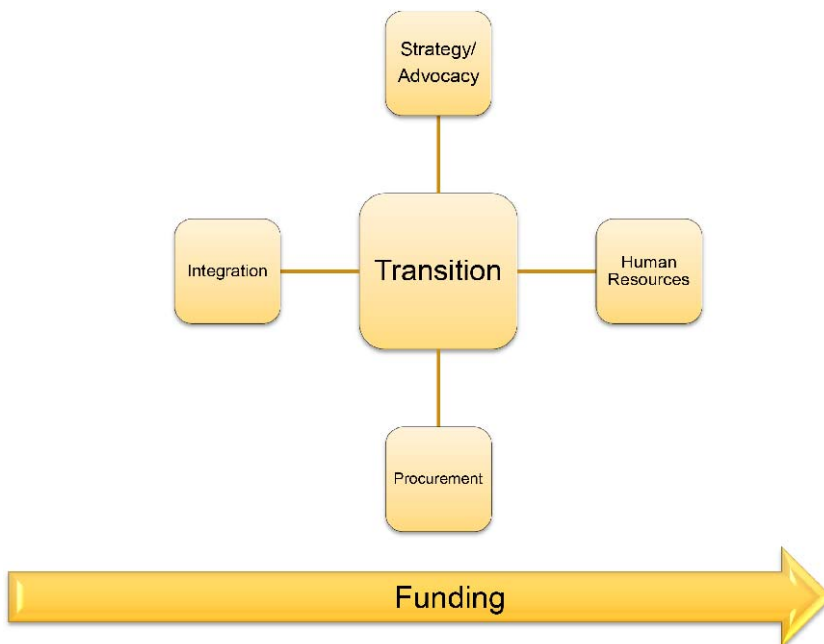 Strategy/
Advocacy
Integration
Transition
Human
Resources
Procurement
Funding